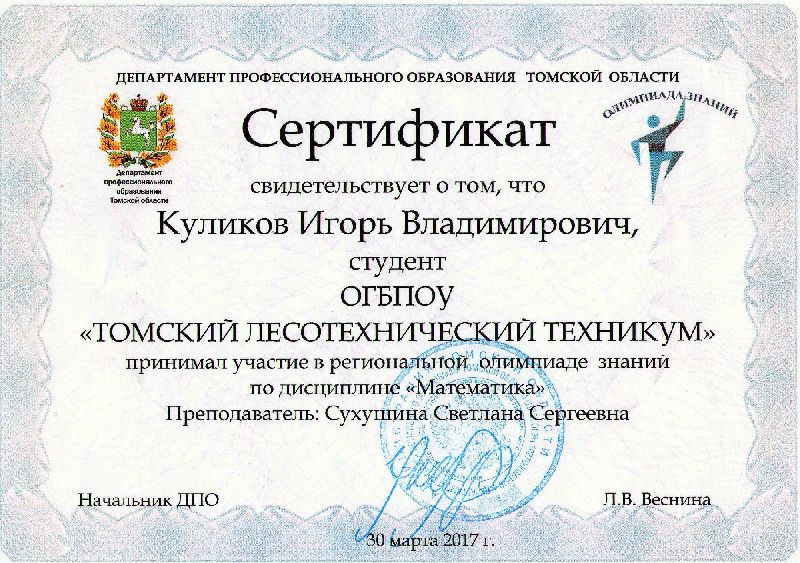 ДЕПАРТАМЕНТ ПРОФЕССИОНАЛЬНОГО ОБРАЗОВАНИЯ ТОМСКОЙ ОБЛАСТИ
ОЛИМПИАДА ЗНАНИЙ
Сертификат
Департамент
профессионального
образования
Томской области
свидетельствует о том, что
Куликов Игорь Владимирович,
студент
ОГБПОУ
«ТОМСКИЙ ЛЕСОТЕХНИЧЕСКИЙ ТЕХНИКУМ»
принимал участие в региональной олимпиаде знаний
по дисциплине «Математика»
Преподаватель: Сухушина Светлана Сергеевна
Начальник ДПО
Л.В. Веснина
30 марта 2017 г.